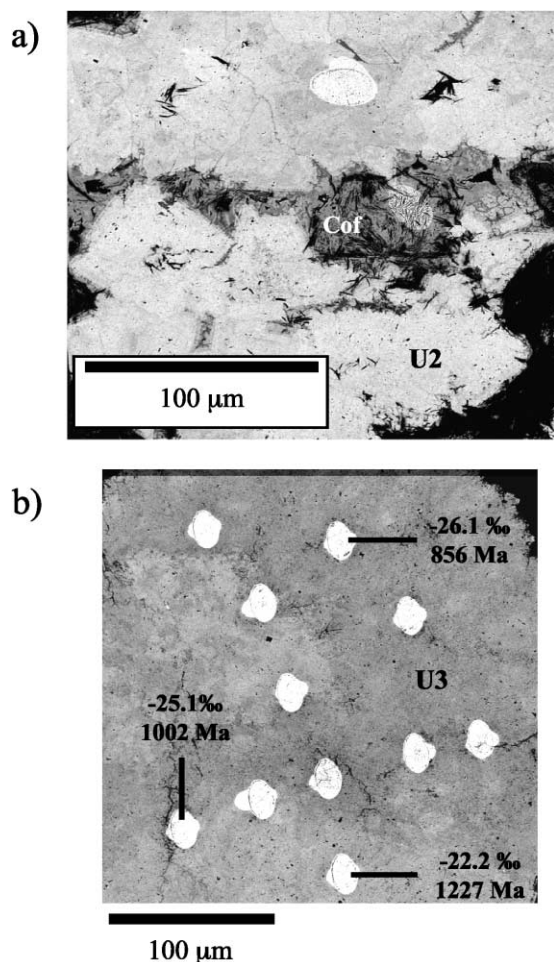 a)
Cof
U2
100 µm
b)
-26.1 ‰
856 Ma
U3
-25.1‰
1002 Ma
-22.2 ‰
1227 Ma
100 µm